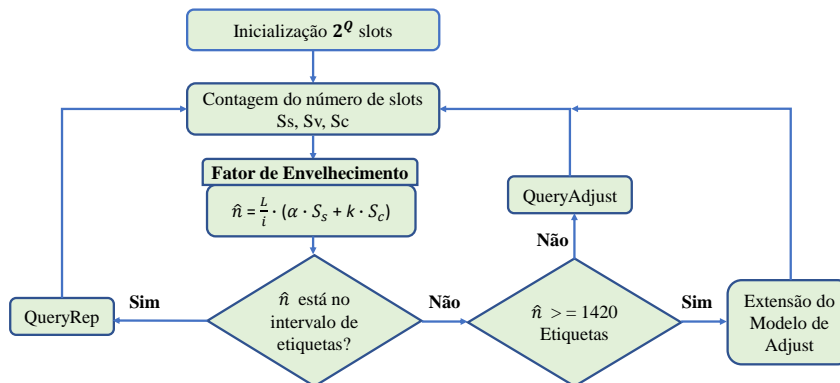 Inicialização 2^Q slots
Contagem do número de slots
Ss, Sv, Sc
Fator de Envelhecimento
n̂ = L/i · (α · S_s + k · S_c)
QueryAdjust
Não
Sim
n̂ está no
intervalo de
etiquetas?
Não
n̂ >= 1420
Etiquetas
Sim
QueryRep
Extensão do
Modelo de
Adjust